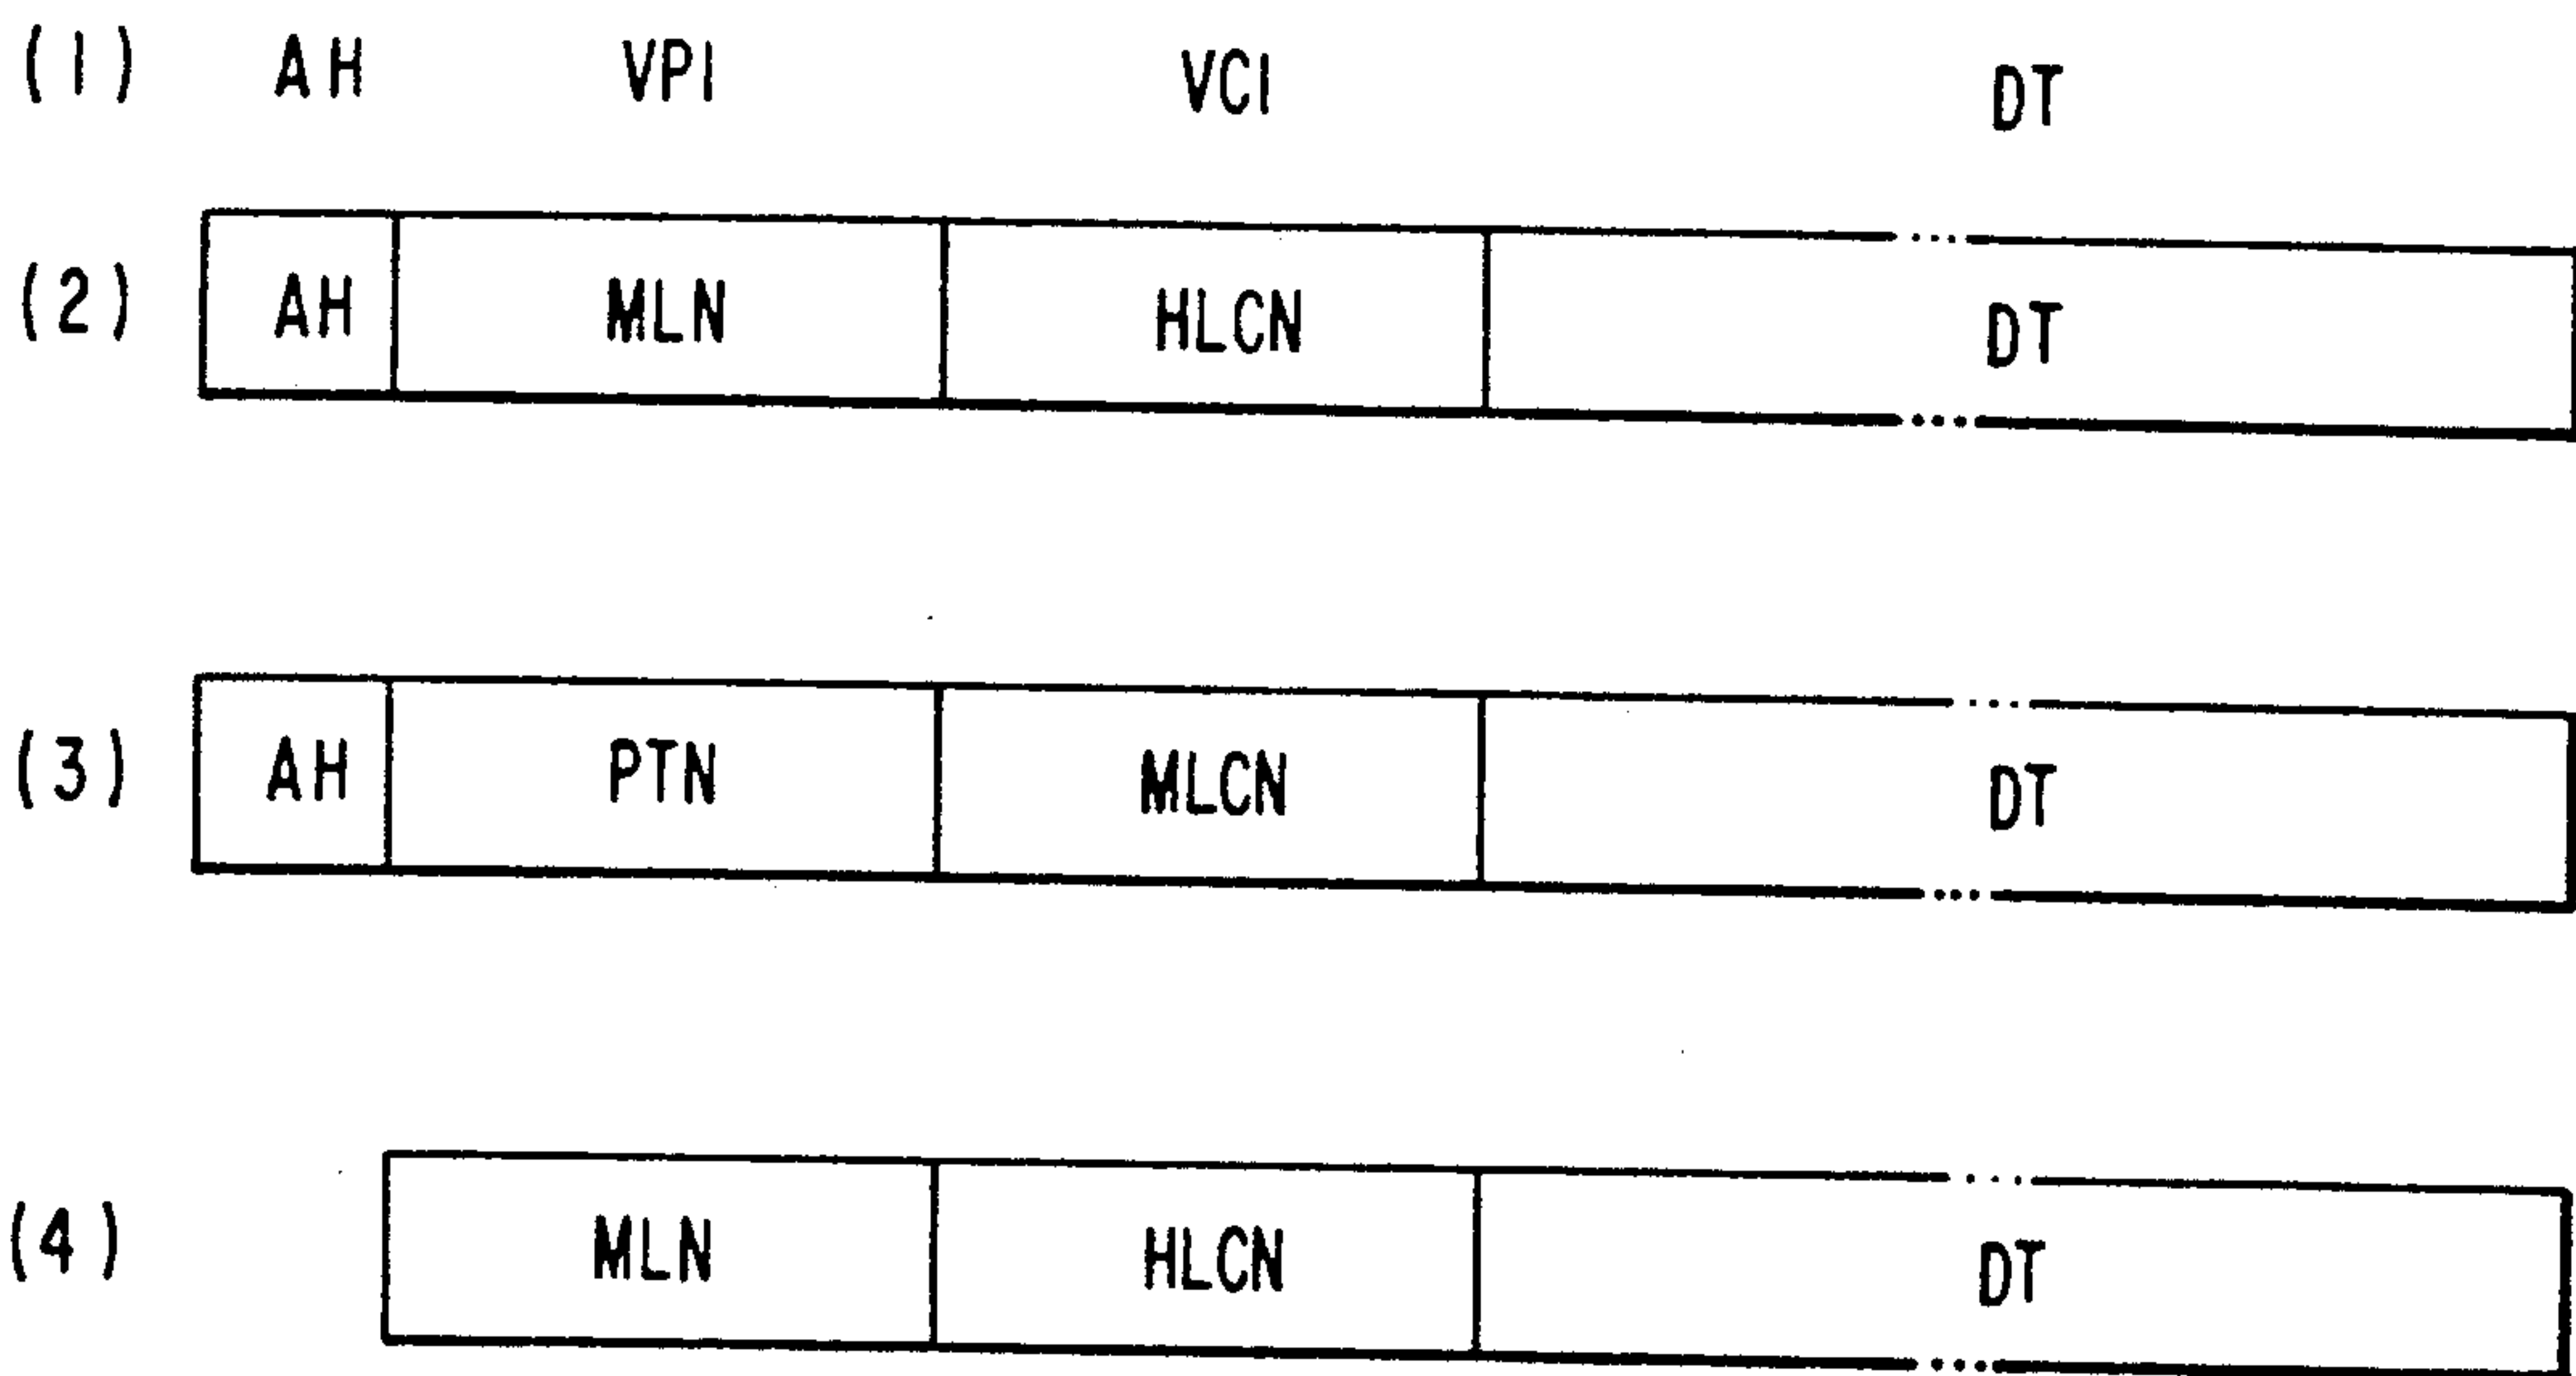 (1) AH VPI VCI DT
(2) AH MLN HLCN DT
(3) AH PTN MLCN DT
(4) MLN HLCN DT